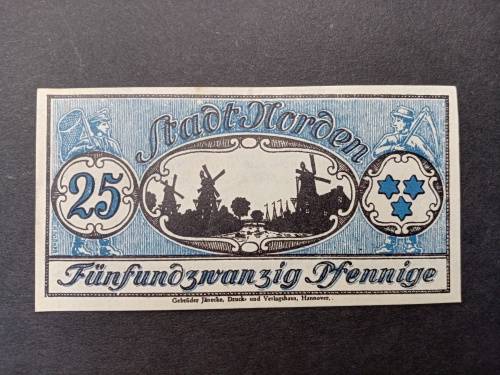 Stadt Norden
25
Fünfundzwanzig Pfennige
Gebrüder Jänecke, Druck- und Verlagshaus, Hannover.